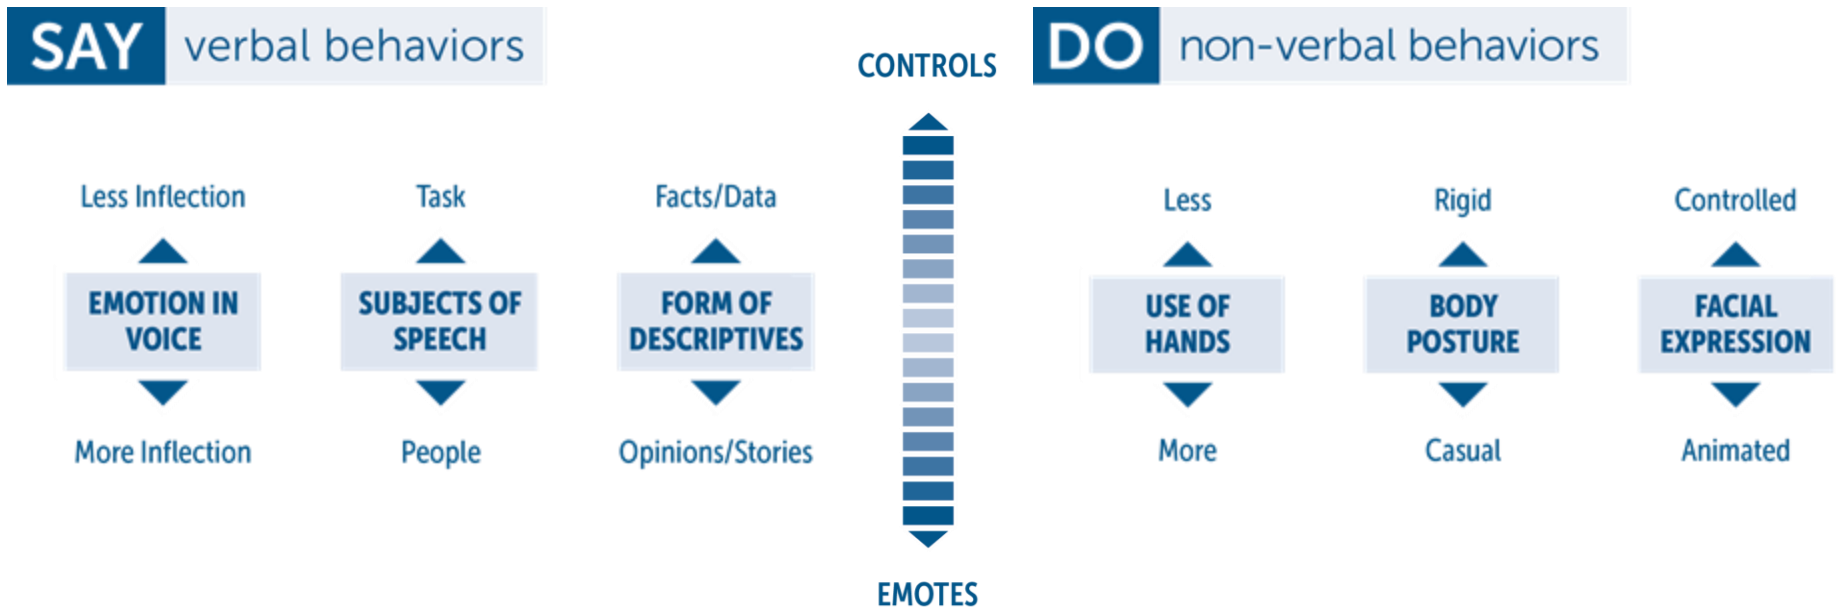 SAY verbal behaviors
CONTROLS
DO non-verbal behaviors
Less Inflection
Task
Facts/Data
Less
Rigid
Controlled
EMOTION IN
VOICE
SUBJECTS OF
SPEECH
FORM OF
DESCRIPTIVES
USE OF
HANDS
BODY
POSTURE
FACIAL
EXPRESSION
More Inflection
People
Opinions/Stories
More
Casual
Animated
EMOTES